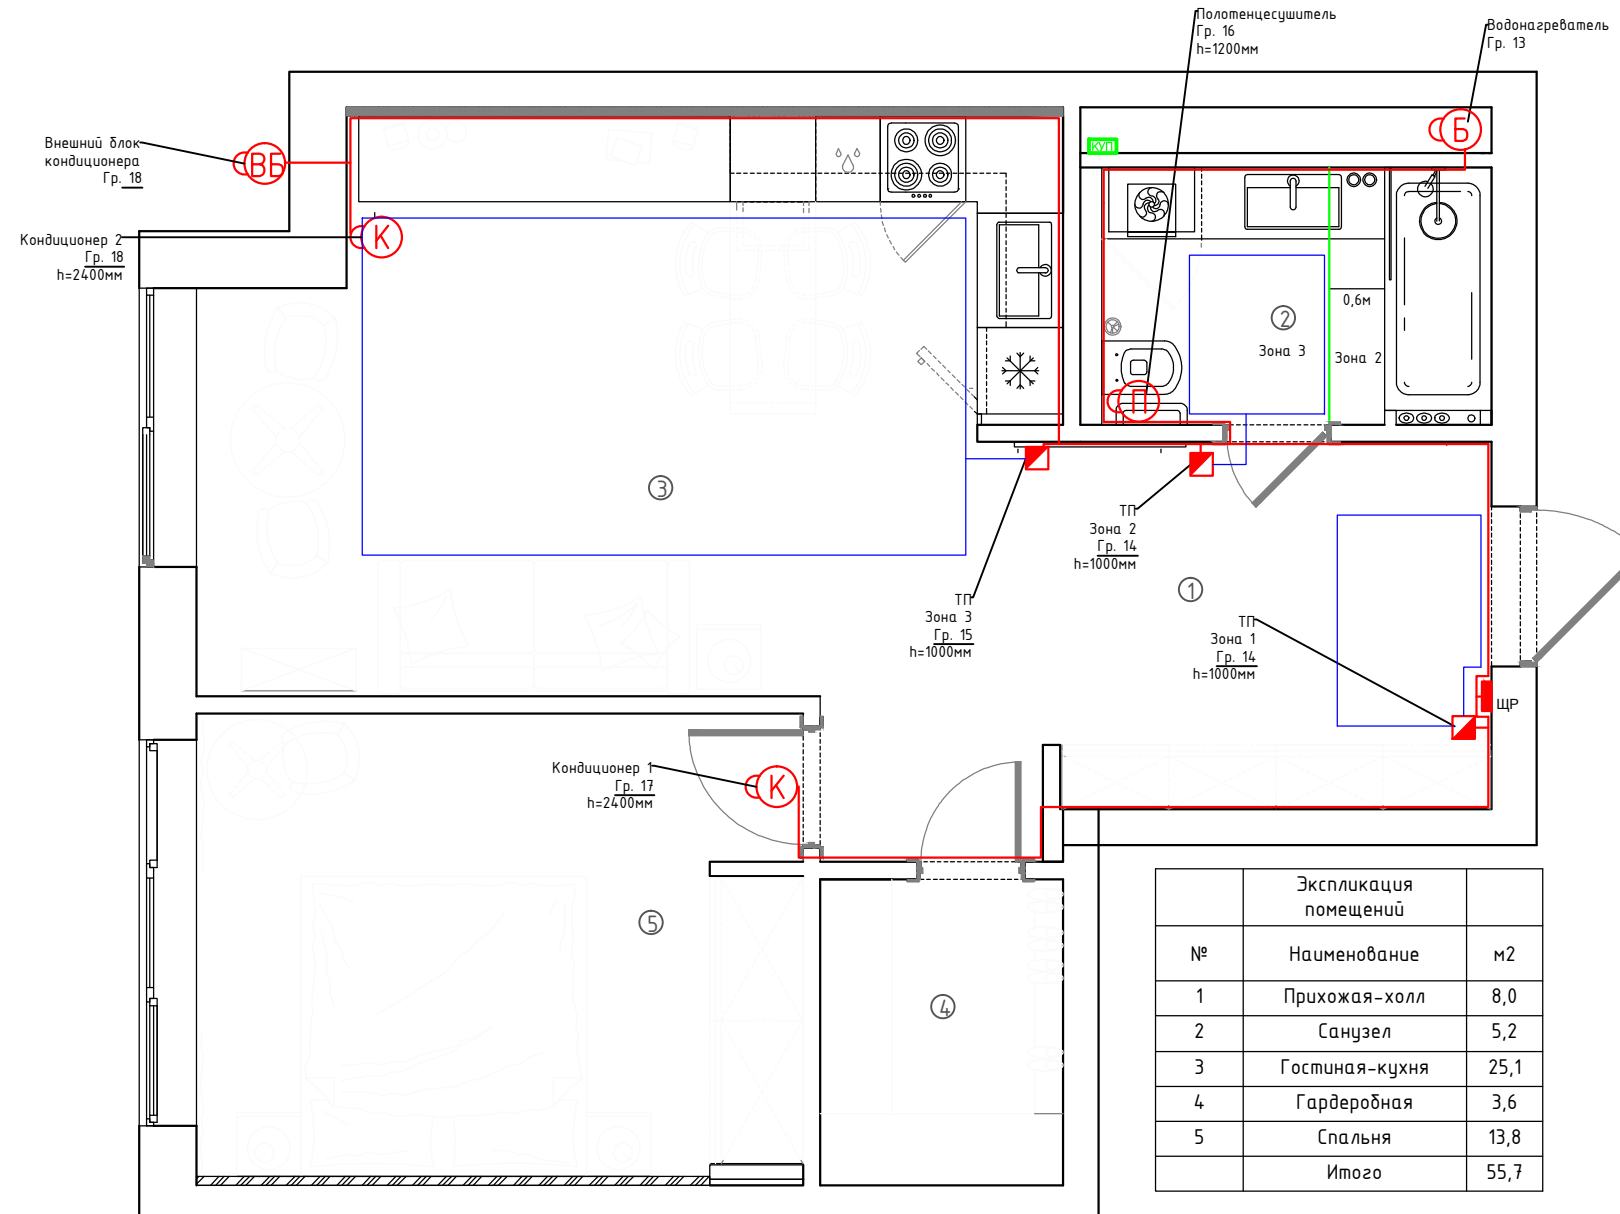 Полотенцесушитель
Гр. 16
h=1200мм
Водонагреватель
Гр. 13
Внешний блок
кондиционера
Гр. 18
ВБ
Б
КУП
Кондиционер 2
Гр. 18
h=2400мм
К
0,6м
2
Зона 3
Зона 2
П
3
ТП
Зона 2
Гр. 14
h=1000мм
1
ТП
Зона 3
Гр. 15
h=1000мм
ТП
Зона 1
Гр. 14
h=1000мм
ЩР
Кондиционер 1
Гр. 17
h=2400мм
К
5
4
Экспликация
помещений
№ Наименование м2
1 Прихожая-холл 8,0
2 Санузел 5,2
3 Гостиная-кухня 25,1
4 Гардеробная 3,6
5 Спальня 13,8
Итого 55,7